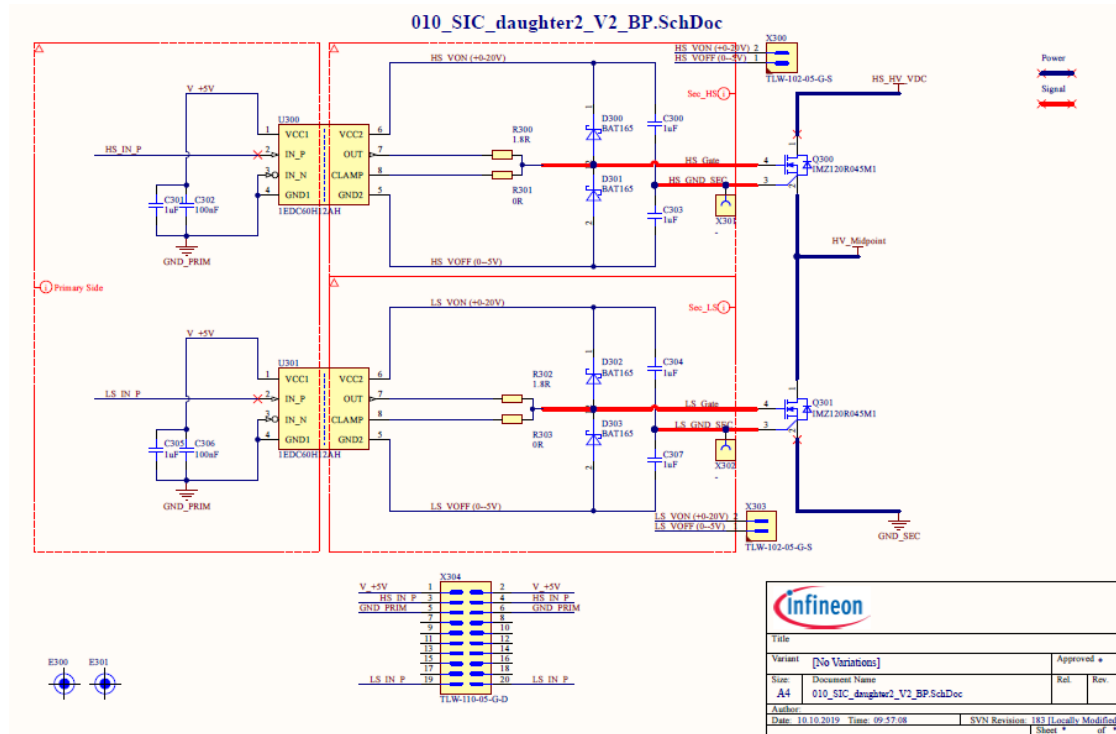 010_SIC_daughter2_V2_BP.SchDoc
HS_VON (+0-20V)
HS_VON (+0-20V) 2
HS_VOFF (0--5V) 1
X300
TLW-102-05-G-S
Power
Signal
HS_HV_VDC
Sec_HS
V_+5V
U300
HS_IN_P
1 VCC1 VCC2 6
2 IN_P OUT 7
3 IN_N CLAMP 8
4 GND1 GND2 5
1EDC60H12AH
R300
1.8R
R301
0R
1
D300
BAT165
D301
BAT165
2
C300
1uF
C303
1uF
HS_Gate
HS_GND_SEC
4
3
1
2
Q300
IMZ120R045M1
X301
-
C301
1uF
C302
100nF
GND_PRIM
HS_VOFF (0--5V)
HV_Midpoint
Primary Side
LS_VON (+0-20V)
Sec_LS
V_+5V
U301
LS_IN_P
1 VCC1 VCC2 6
2 IN_P OUT 7
3 IN_N CLAMP 8
4 GND1 GND2 5
1EDC60H12AH
R302
1.8R
R303
0R
1
D302
BAT165
D303
BAT165
2
C304
1uF
C307
1uF
LS_Gate
LS_GND_SEC
4
3
1
2
Q301
IMZ120R045M1
X302
-
C305
1uF
C306
100nF
GND_PRIM
LS_VOFF (0--5V)
X303
LS_VON (+0-20V) 2
LS_VOFF (0--5V)
TLW-102-05-G-S
GND_SEC
X304
V_+5V 1 2 V_+5V
HS_IN_P 3 4 HS_IN_P
GND_PRIM 5 6 GND_PRIM
7 8
9 10
11 12
13 14
15 16
17 18
LS_IN_P 19 20 LS_IN_P
TLW-110-05-G-D
E300 E301
infineon
Title
Variant [No Variations] Approved *
Size: Document Name Rel. Rev.
A4 010_SIC_daughter2_V2_BP.SchDoc
Author:
Date: 10.10.2019 Time: 09:57:08 SVN Revision: 183 [Locally Modified
Sheet * of *